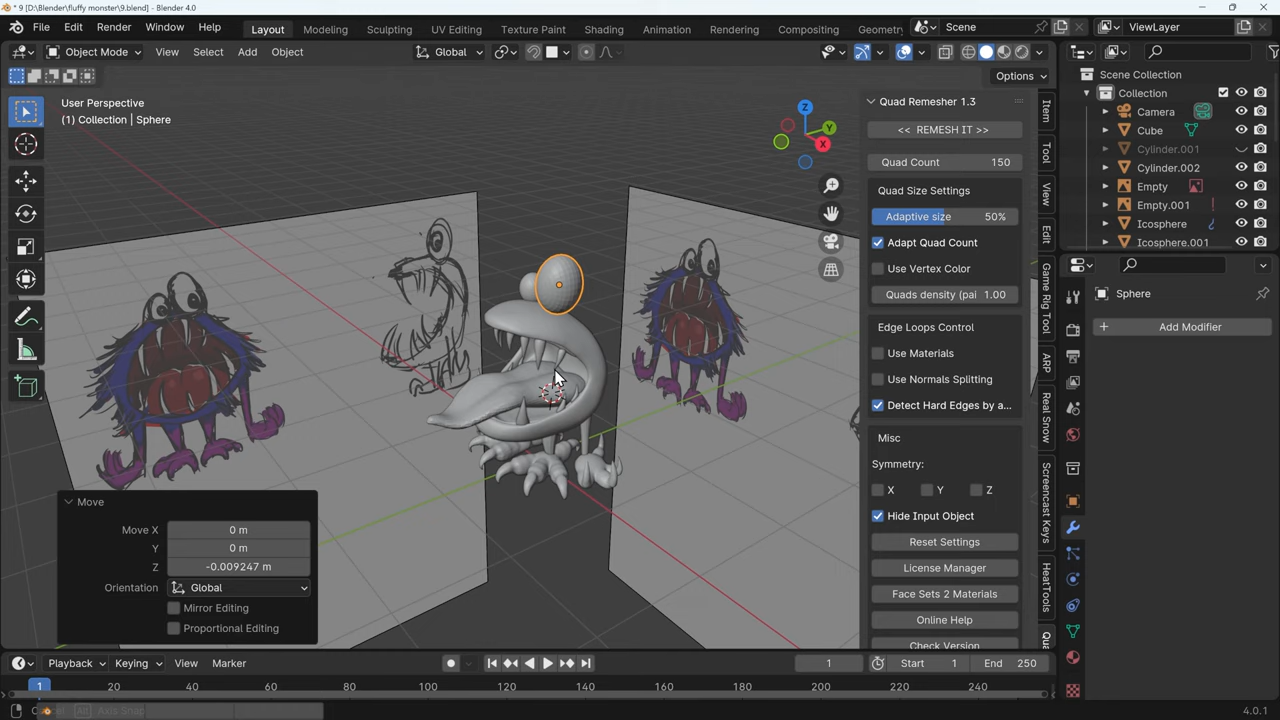 * 9 [D:\Blender\fluffy monster\9.blend] - Blender 4.0
File Edit Render Window Help Layout Modeling Sculpting UV Editing Texture Paint Shading Animation Rendering Compositing Geometry Scene ViewLayer
Object Mode View Select Add Object Global
Options
User Perspective
(1) Collection | Sphere
Z
Y
X
Quad Remesher 1.3
<< REMESH IT >>
Quad Count 150
Quad Size Settings
Adaptive size 50%
Adapt Quad Count
Use Vertex Color
Quads density (pai 1.00
Edge Loops Control
Use Materials
Use Normals Splitting
Detect Hard Edges by a...
Misc
Symmetry:
X Y Z
Hide Input Object
Reset Settings
License Manager
Face Sets 2 Materials
Online Help
Check Version
Item
Tool
View
Edit
Game Rig Tool
ARP
Real Snow
Screencast Keys
HeatTools
Qua
Scene Collection
Collection
Camera
Cube
Cylinder.001
Cylinder.002
Empty
Empty.001
Icosphere
Icosphere.001
Sphere
Add Modifier
Move
Move X 0 m
Y 0 m
Z -0.009247 m
Orientation Global
Mirror Editing
Proportional Editing
Playback Keying View Marker 1 Start 1 End 250
1 20 40 60 80 100 120 140 160 180 200 220 240
Axis Snap
4.0.1